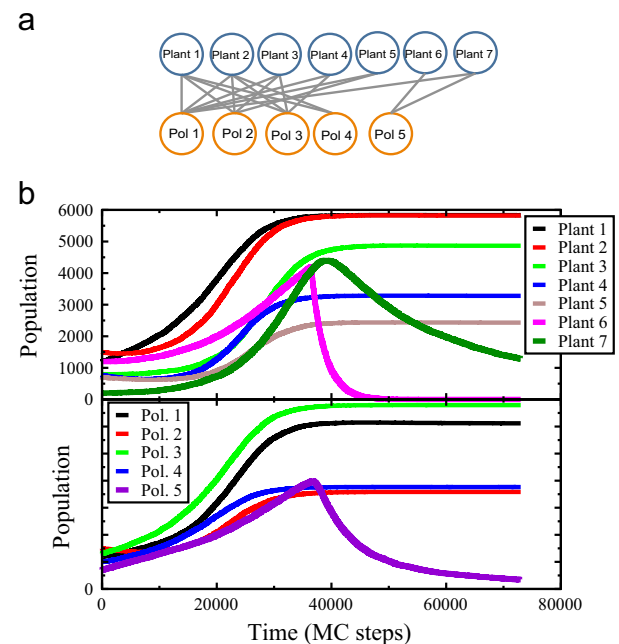 a
Plant 1 Plant 2 Plant 3 Plant 4 Plant 5 Plant 6 Plant 7
Pol 1 Pol 2 Pol 3 Pol 4 Pol 5
b
6000
5000
4000
3000
2000
1000
0
Population
Plant 1
Plant 2
Plant 3
Plant 4
Plant 5
Plant 6
Plant 7
Pol. 1
Pol. 2
Pol. 3
Pol. 4
Pol. 5
Population
0
0 20000 40000 60000 80000
Time (MC steps)